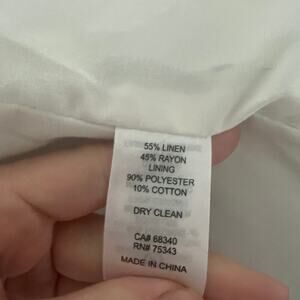 55% LINEN
45% RAYON
LINING
90% POLYESTER
10% COTTON
DRY CLEAN
CA# 68340
RN# 75343
MADE IN CHINA